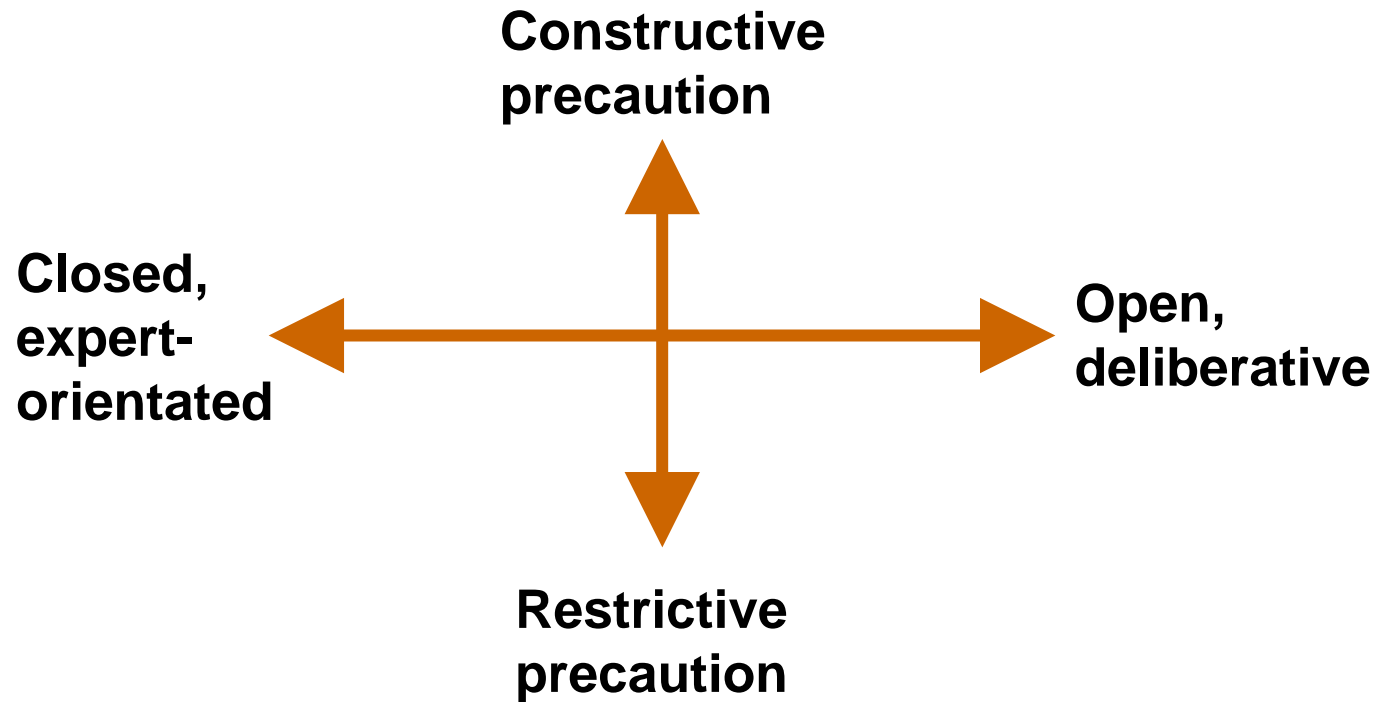 Constructive
precaution
Closed,
expert-
orientated
Open,
deliberative
Restrictive
precaution